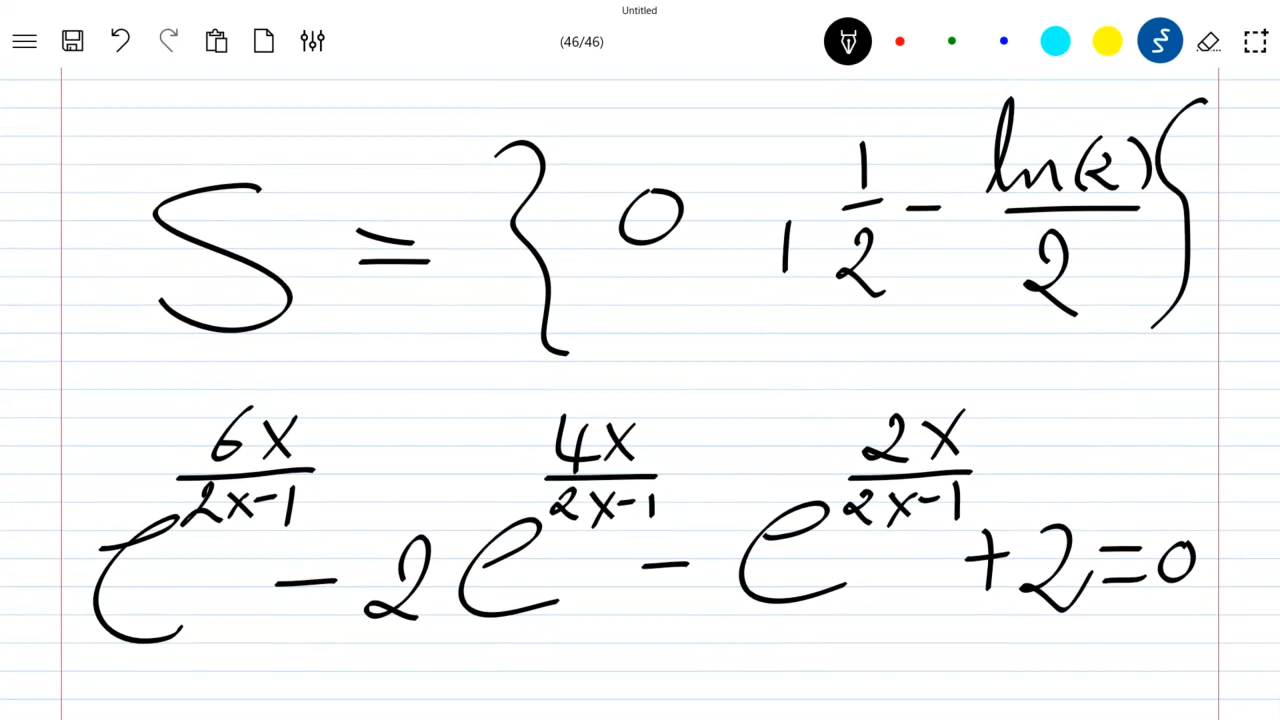 Untitled
(46/46)
S = { 0 , 1/2 - ln(2)/2 }
e^(6x/(2x-1)) - 2e^(4x/(2x-1)) - e^(2x/(2x-1)) + 2 = 0